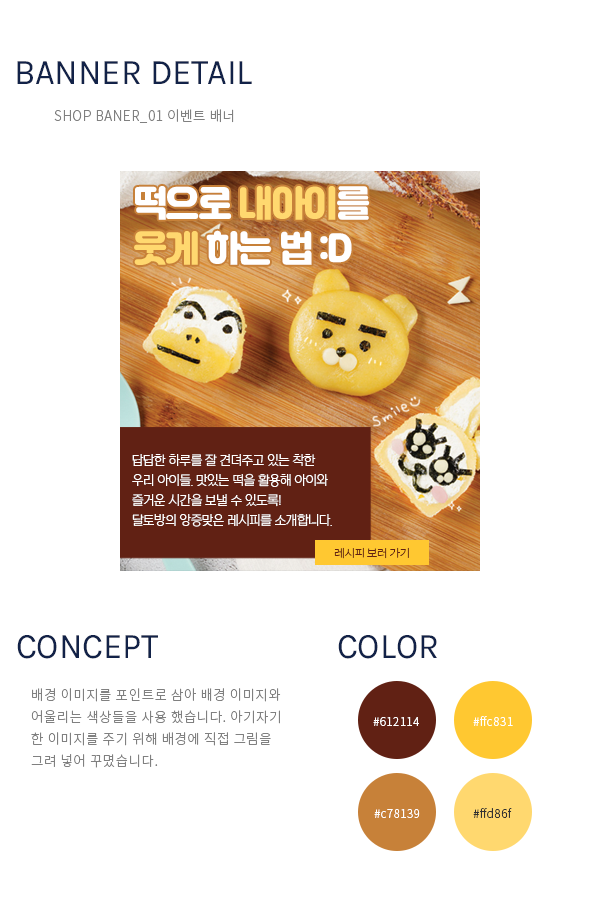 BANNER DETAIL
SHOP BANER_01 이벤트 배너
떡으로 내아이를
웃게 하는 법 :D
Smile
답답한 하루를 잘 견뎌주고 있는 착한
우리 아이들. 맛있는 떡을 활용해 아이와
즐거운 시간을 보낼 수 있도록!
달토방의 앙증맞은 레시피를 소개합니다.
레시피 보러 가기
CONCEPT
배경 이미지를 포인트로 삼아 배경 이미지와
어울리는 색상들을 사용 했습니다. 아기자기
한 이미지를 주기 위해 배경에 직접 그림을
그려 넣어 꾸몄습니다.
COLOR
#612114
#ffc831
#c78139
#ffd86f